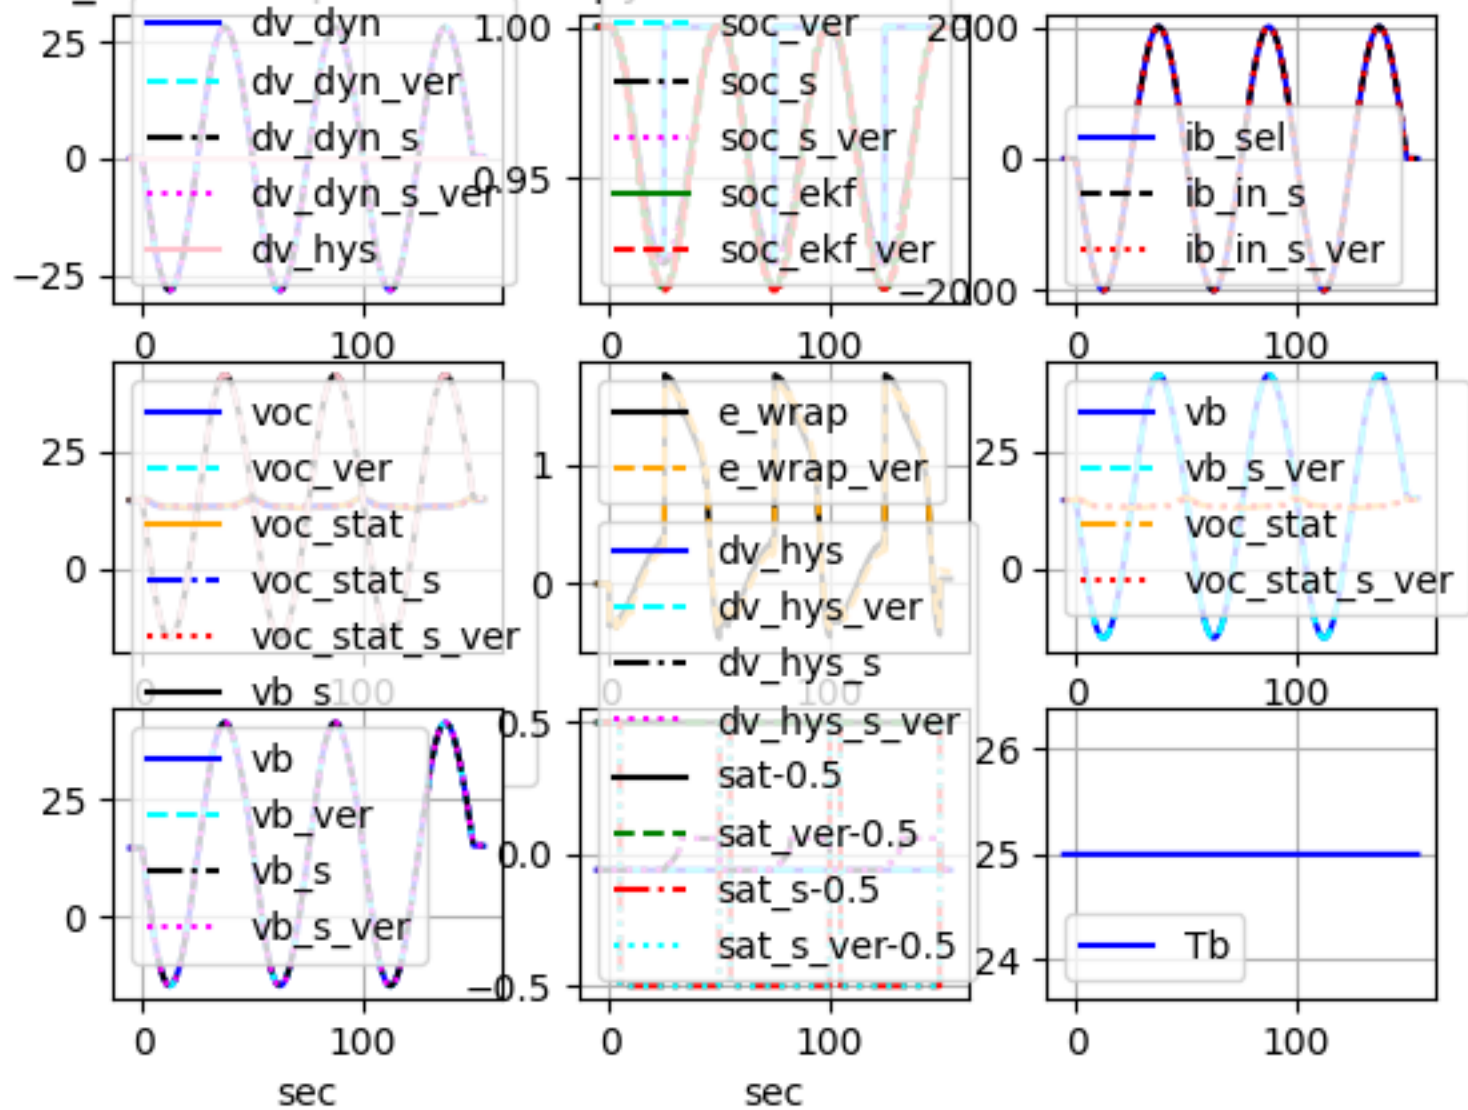 25
0
−25
dv_dyn
dv_dyn_ver
dv_dyn_s
dv_dyn_s_ver
dv_hys
0
100
1.00
0.95
soc_ver
soc_s
soc_s_ver
soc_ekf
soc_ekf_ver
0
100
2000
0
−2000
ib_sel
ib_in_s
ib_in_s_ver
0
100
25
0
voc
voc_ver
voc_stat
voc_stat_s
voc_stat_s_ver
vb_s
0
100
1
0
e_wrap
e_wrap_ver
dv_hys
dv_hys_ver
dv_hys_s
dv_hys_s_ver
sat-0.5
sat_ver-0.5
sat_s-0.5
sat_s_ver-0.5
0
100
25
0
vb
vb_s_ver
voc_stat
voc_stat_s_ver
0
100
25
0
vb
vb_ver
vb_s
vb_s_ver
0
100
sec
0.5
0.0
−0.5
0
100
sec
26
25
24
Tb
0
100